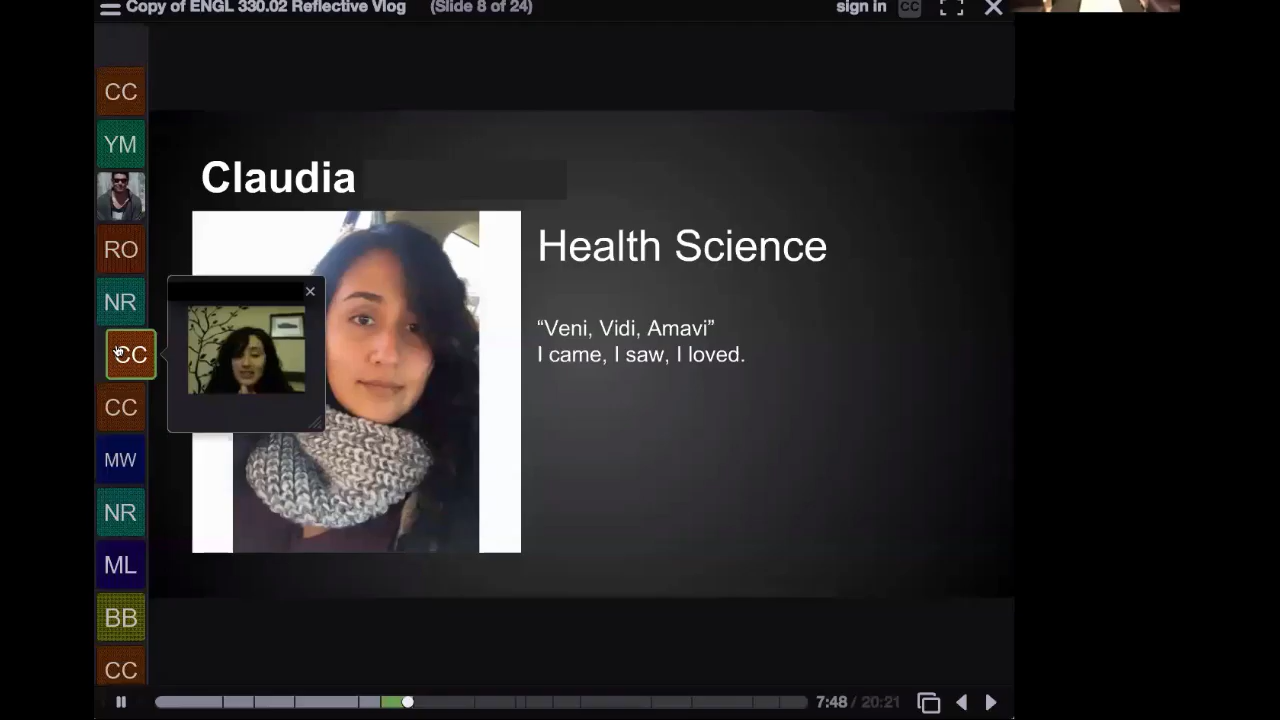 Copy of ENGL 330.02 Reflective Vlog (Slide 8 of 24)
sign in CC
CC
YM
RO
NR
CC
CC
MW
NR
ML
BB
CC
Claudia
Health Science
“Veni, Vidi, Amavi”
I came, I saw, I loved.
7:48 / 20:21